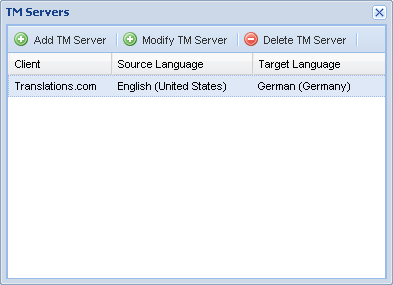 TM Servers
Add TM Server Modify TM Server Delete TM Server
Client Source Language Target Language
Translations.com English (United States) German (Germany)